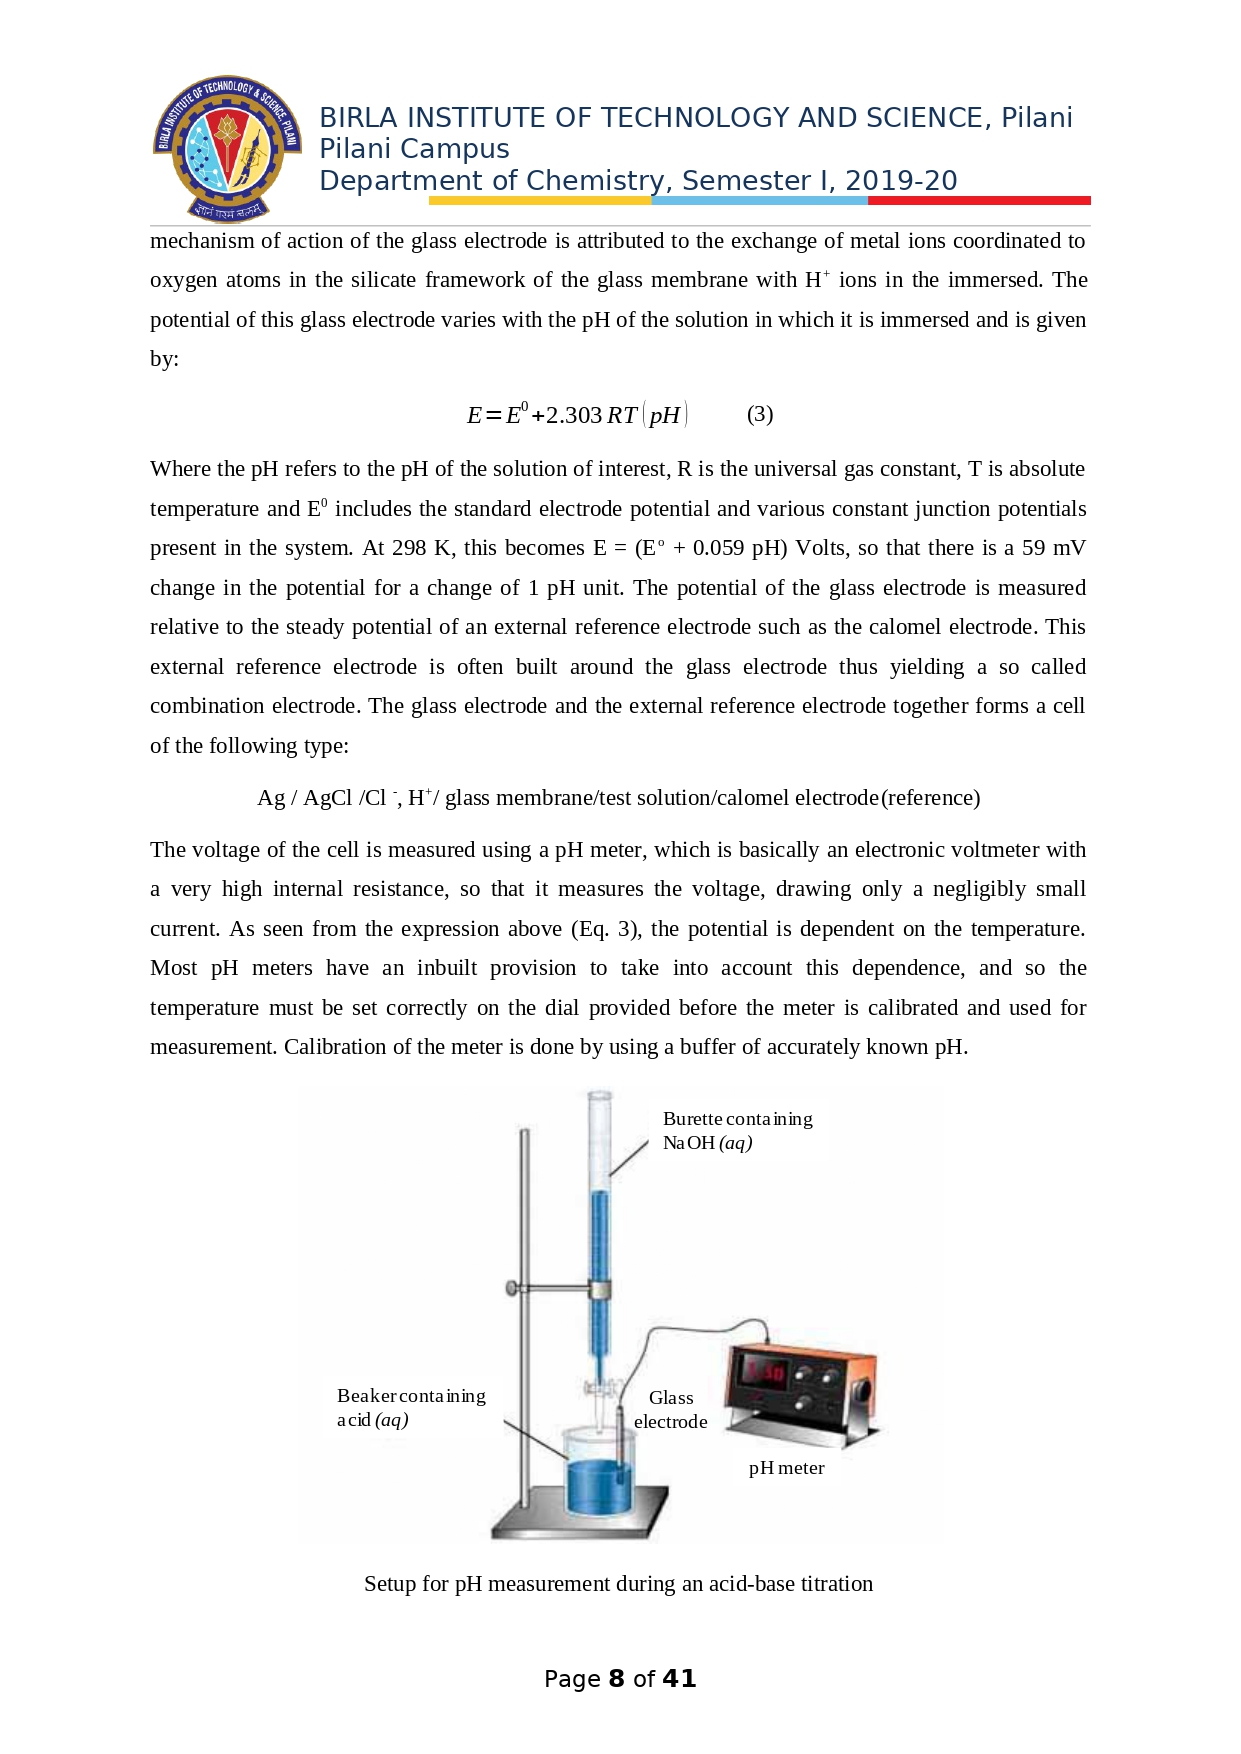 BIRLA INSTITUTE OF TECHNOLOGY & SCIENCE, PILANI
BIRLA INSTITUTE OF TECHNOLOGY AND SCIENCE, Pilani
Pilani Campus
Department of Chemistry, Semester I, 2019-20
mechanism of action of the glass electrode is attributed to the exchange of metal ions coordinated to
oxygen atoms in the silicate framework of the glass membrane with H⁺ ions in the immersed. The
potential of this glass electrode varies with the pH of the solution in which it is immersed and is given
by:
E = E⁰ + 2.303 RT (pH) (3)
Where the pH refers to the pH of the solution of interest, R is the universal gas constant, T is absolute
temperature and E⁰ includes the standard electrode potential and various constant junction potentials
present in the system. At 298 K, this becomes E = (Eº + 0.059 pH) Volts, so that there is a 59 mV
change in the potential for a change of 1 pH unit. The potential of the glass electrode is measured
relative to the steady potential of an external reference electrode such as the calomel electrode. This
external reference electrode is often built around the glass electrode thus yielding a so called
combination electrode. The glass electrode and the external reference electrode together forms a cell
of the following type:
Ag / AgCl /Cl ⁻, H⁺/ glass membrane/test solution/calomel electrode(reference)
The voltage of the cell is measured using a pH meter, which is basically an electronic voltmeter with
a very high internal resistance, so that it measures the voltage, drawing only a negligibly small
current. As seen from the expression above (Eq. 3), the potential is dependent on the temperature.
Most pH meters have an inbuilt provision to take into account this dependence, and so the
temperature must be set correctly on the dial provided before the meter is calibrated and used for
measurement. Calibration of the meter is done by using a buffer of accurately known pH.
Burette containing
NaOH (aq)
Beaker containing
acid (aq)
Glass
electrode
pH meter
Setup for pH measurement during an acid-base titration
Page 8 of 41